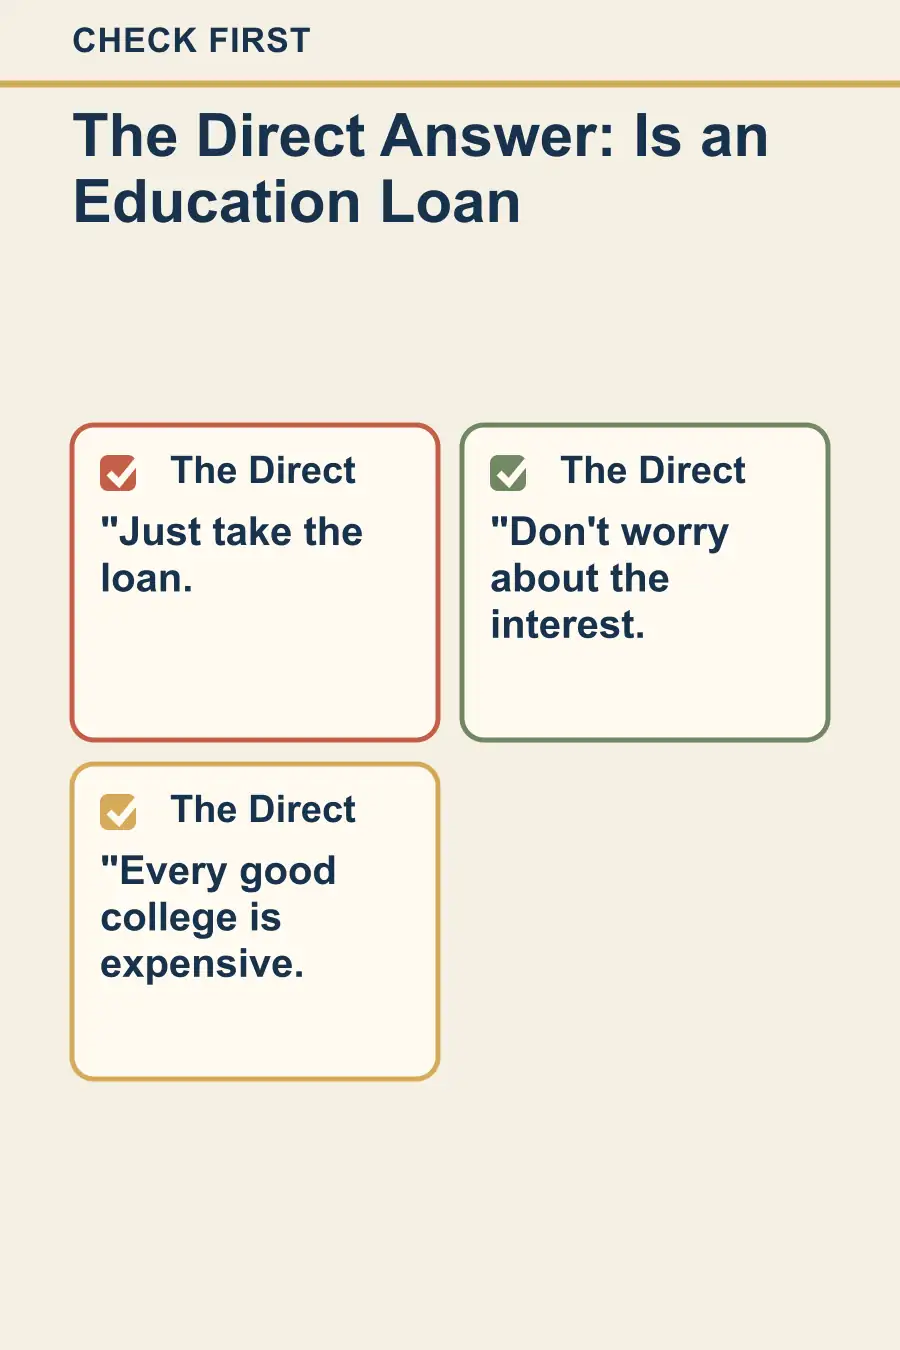 CHECK FIRST
The Direct Answer: Is an
Education Loan
The Direct
"Just take the
loan.
The Direct
"Don't worry
about the
interest.
The Direct
"Every good
college is
expensive.